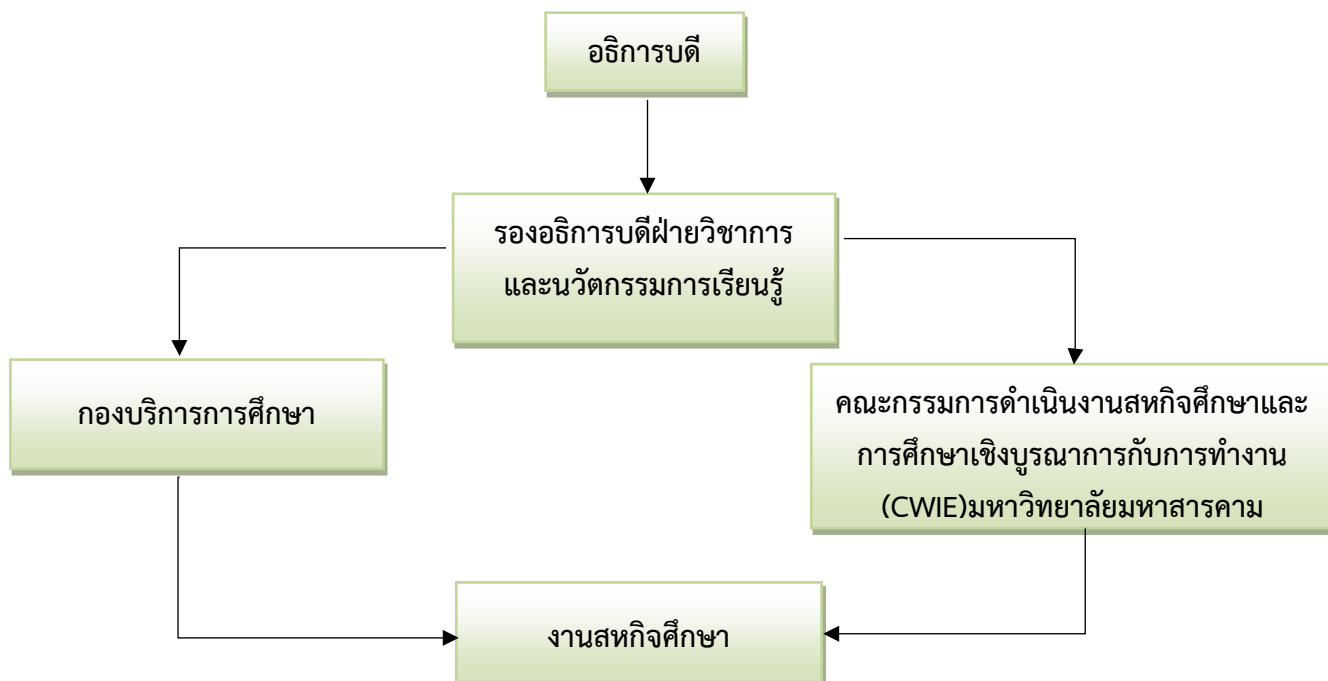 อธิการบดี
รองอธิการบดีฝ่ายวิชาการ
และนวัตกรรมการเรียนรู้
กองบริการการศึกษา
คณะกรรมการดำเนินงานสหกิจศึกษาและ
การศึกษาเชิงบูรณาการกับการทำงาน
(CWIE)มหาวิทยาลัยมหาสารคาม
งานสหกิจศึกษา